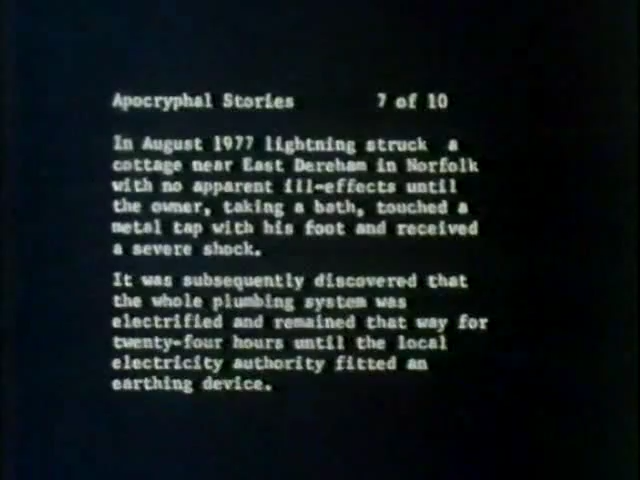 Apocryphal Stories 7 of 10
In August 1977 lightning struck a
cottage near East Dereham in Norfolk
with no apparent ill-effects until
the owner, taking a bath, touched a
metal tap with his foot and received
a severe shock.
It was subsequently discovered that
the whole plumbing system was
electrified and remained that way for
twenty-four hours until the local
electricity authority fitted an
earthing device.